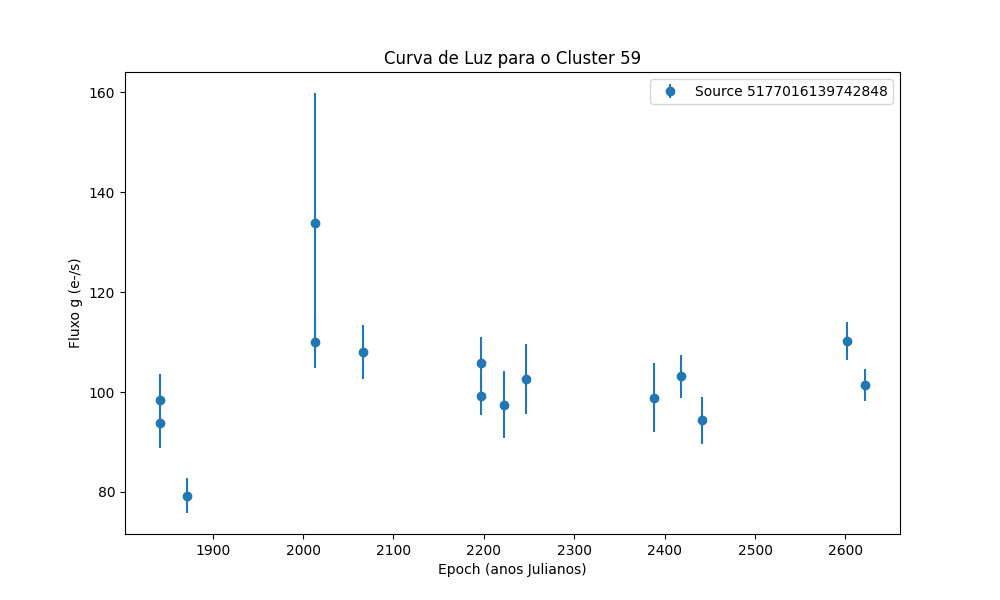 Curva de Luz para o Cluster 59
Source 5177016139742848
Fluxo g (e-/s)
160
140
120
100
80
1900 2000 2100 2200 2300 2400 2500 2600
Epoch (anos Julianos)